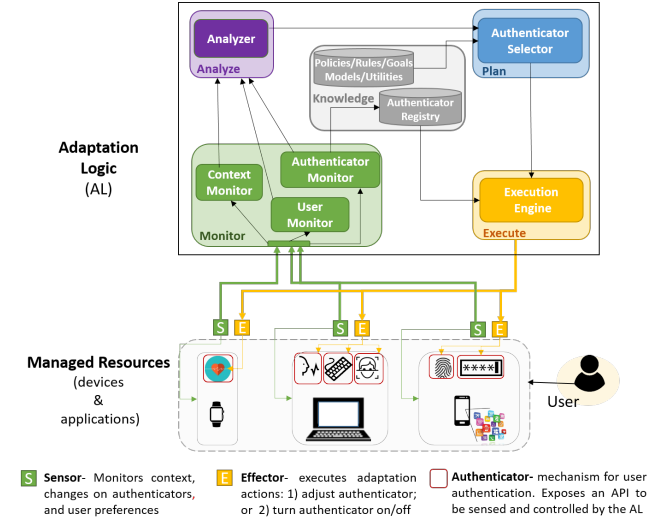 Analyzer
Analyze
Authenticator
Selector
Plan
Policies/Rules/Goals
Models/Utilities
Knowledge
Authenticator
Registry
Adaptation
Logic
(AL)
Authenticator
Monitor
Context
Monitor
User
Monitor
Monitor
Execution
Engine
Execute
S
E
S
E
S
E
Managed Resources
(devices
&
applications)
****
User
S
Sensor- Monitors context,
changes on authenticators,
and user preferences
E
Effector- executes adaptation
actions: 1) adjust authenticator;
or 2) turn authenticator on/off
Authenticator- mechanism for user
authentication. Exposes an API to
be sensed and controlled by the AL